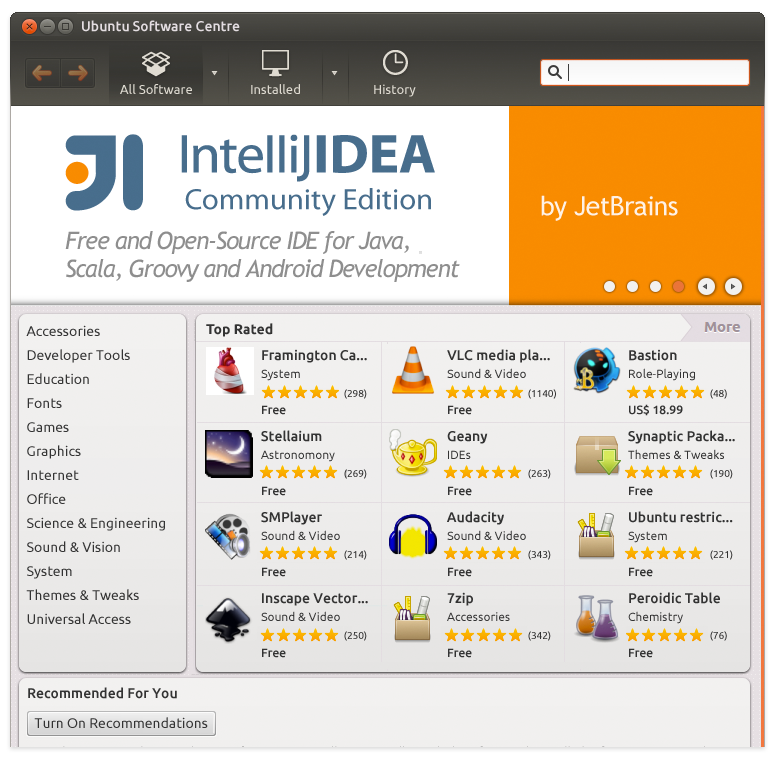 Ubuntu Software Centre
All Software
Installed
History
IntelliJIDEA
Community Edition
Free and Open-Source IDE for Java,
Scala, Groovy and Android Development
by JetBrains
Accessories
Developer Tools
Education
Fonts
Games
Graphics
Internet
Office
Science & Engineering
Sound & Vision
System
Themes & Tweaks
Universal Access
Top Rated
More
Framington Ca...
System
(298)
Free
VLC media pla...
Sound & Video
(1140)
Free
Bastion
Role-Playing
(48)
US$ 18.99
Stellaium
Astronomony
(269)
Free
Geany
IDEs
(263)
Free
Synaptic Packa...
Themes & Tweaks
(190)
Free
SMPlayer
Sound & Video
(214)
Free
Audacity
Sound & Video
(343)
Free
Ubuntu restric...
System
(221)
Free
Inscape Vector...
Sound & Video
(250)
Free
7zip
Accessories
(342)
Free
Peroidic Table
Chemistry
(76)
Free
Recommended For You
Turn On Recommendations